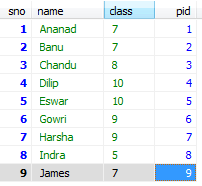 sno name class pid
1 Ananad 7 1
2 Banu 7 2
3 Chandu 8 3
4 Dilip 10 4
5 Eswor 10 5
6 Gowri 9 6
7 Harsha 9 7
8 Indra 5 8
9 James 7 9